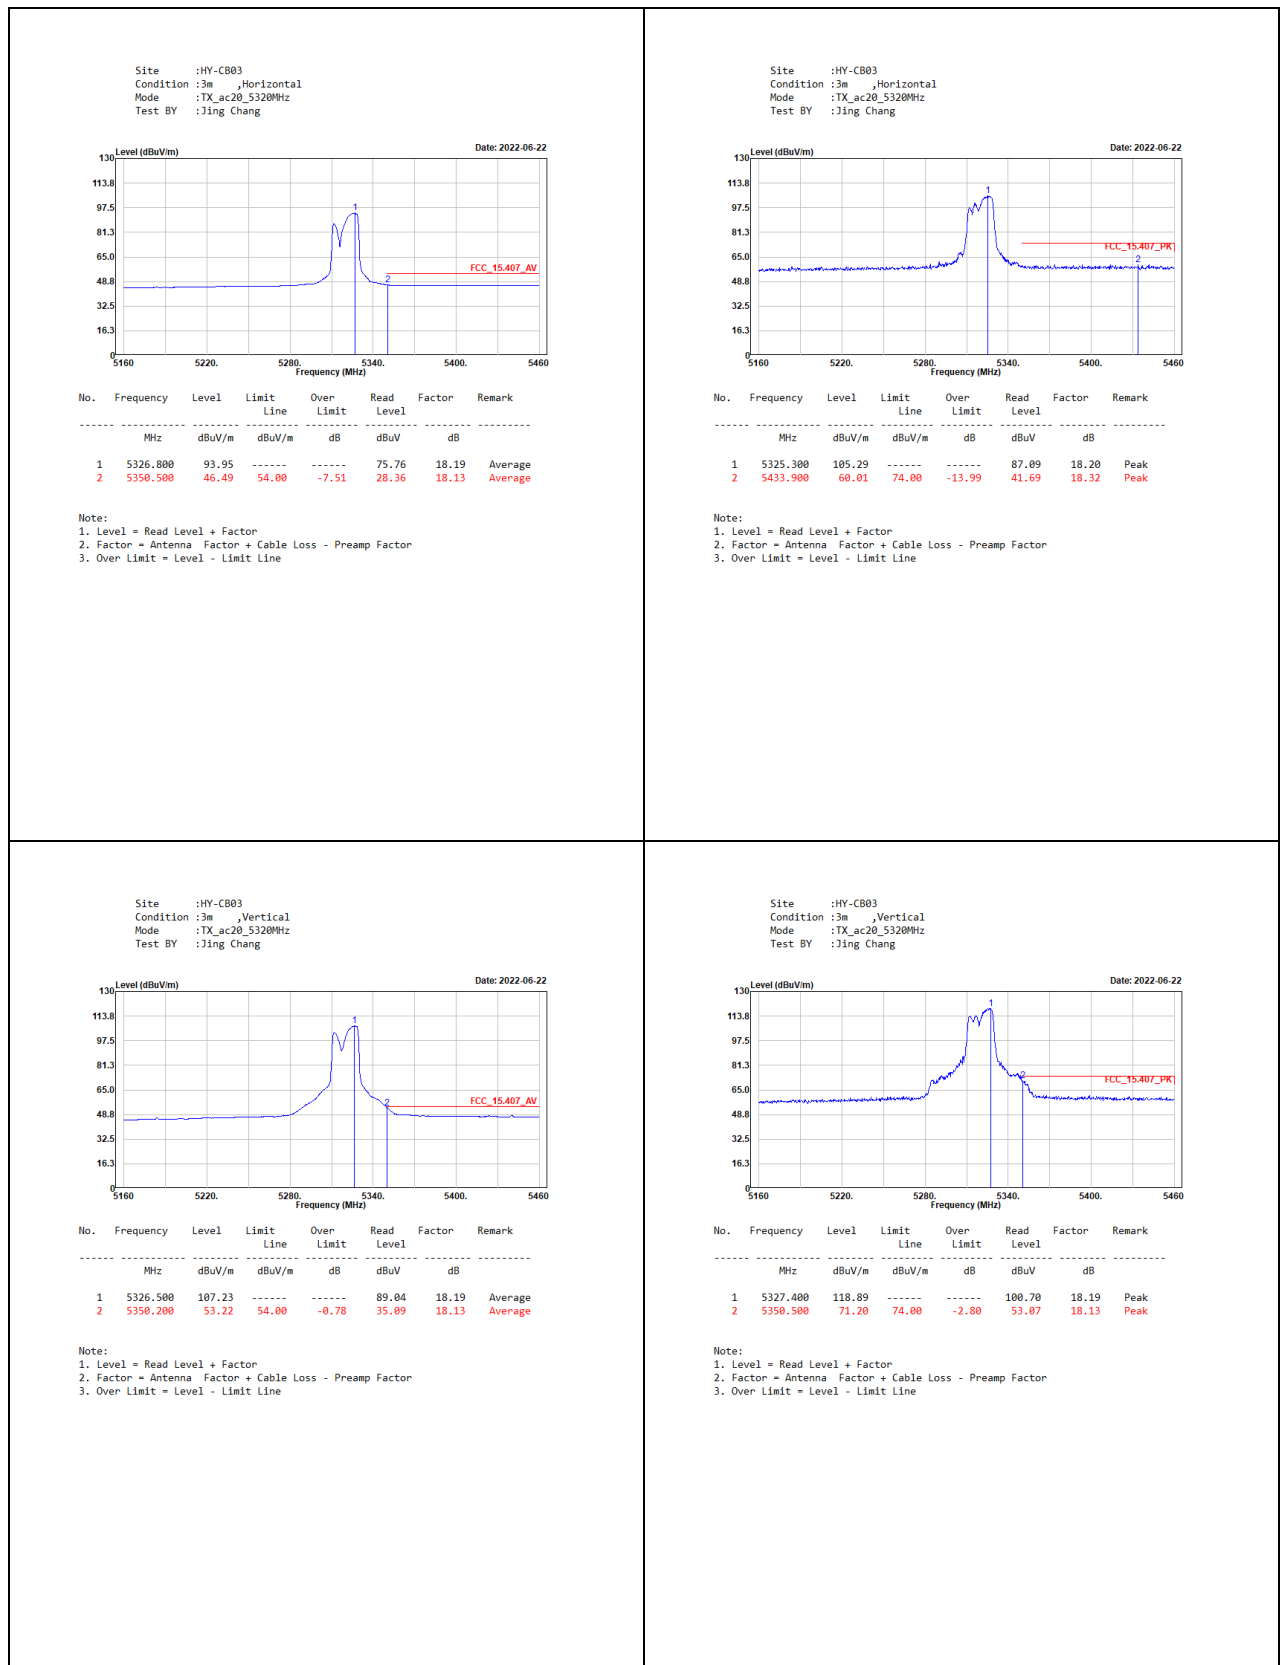 Site :HY-CB03
Condition :3m ,Horizontal
Mode :TX_ac20_5320MHz
Test BY :Jing Chang
Level (dBuV/m) Date: 2022-06-22
130
113.8
97.5
81.3
65.0
48.8
32.5
16.3
0
1
2
FCC_15.407_AV
5160 5220. 5280. 5340. 5400. 5460
Frequency (MHz)
No. Frequency Level Limit Over Read Factor Remark
Line Limit Level
------ ----------- -------- --------- --------- -------- -------- ---------
MHz dBuV/m dBuV/m dB dBuV dB
1 5326.800 93.95 ------ ------ 75.76 18.19 Average
2 5350.500 46.49 54.00 -7.51 28.36 18.13 Average
Note:
1. Level = Read Level + Factor
2. Factor = Antenna Factor + Cable Loss - Preamp Factor
3. Over Limit = Level - Limit Line
Site :HY-CB03
Condition :3m ,Horizontal
Mode :TX_ac20_5320MHz
Test BY :Jing Chang
Level (dBuV/m) Date: 2022-06-22
130
113.8
97.5
81.3
65.0
48.8
32.5
16.3
0
1
2
FCC_15.407_PK
5160 5220. 5280. 5340. 5400. 5460
Frequency (MHz)
No. Frequency Level Limit Over Read Factor Remark
Line Limit Level
------ ----------- -------- --------- --------- -------- -------- ---------
MHz dBuV/m dBuV/m dB dBuV dB
1 5325.300 105.29 ------ ------ 87.09 18.20 Peak
2 5433.900 60.01 74.00 -13.99 41.69 18.32 Peak
Note:
1. Level = Read Level + Factor
2. Factor = Antenna Factor + Cable Loss - Preamp Factor
3. Over Limit = Level - Limit Line
Site :HY-CB03
Condition :3m ,Vertical
Mode :TX_ac20_5320MHz
Test BY :Jing Chang
Level (dBuV/m) Date: 2022-06-22
130
113.8
97.5
81.3
65.0
48.8
32.5
16.3
0
1
2
FCC_15.407_AV
5160 5220. 5280. 5340. 5400. 5460
Frequency (MHz)
No. Frequency Level Limit Over Read Factor Remark
Line Limit Level
------ ----------- -------- --------- --------- -------- -------- ---------
MHz dBuV/m dBuV/m dB dBuV dB
1 5326.500 107.23 ------ ------ 89.04 18.19 Average
2 5350.200 53.22 54.00 -0.78 35.09 18.13 Average
Note:
1. Level = Read Level + Factor
2. Factor = Antenna Factor + Cable Loss - Preamp Factor
3. Over Limit = Level - Limit Line
Site :HY-CB03
Condition :3m ,Vertical
Mode :TX_ac20_5320MHz
Test BY :Jing Chang
Level (dBuV/m) Date: 2022-06-22
130
113.8
97.5
81.3
65.0
48.8
32.5
16.3
0
1
2
FCC_15.407_PK
5160 5220. 5280. 5340. 5400. 5460
Frequency (MHz)
No. Frequency Level Limit Over Read Factor Remark
Line Limit Level
------ ----------- -------- --------- --------- -------- -------- ---------
MHz dBuV/m dBuV/m dB dBuV dB
1 5327.400 118.89 ------ ------ 100.70 18.19 Peak
2 5350.500 71.20 74.00 -2.80 53.07 18.13 Peak
Note:
1. Level = Read Level + Factor
2. Factor = Antenna Factor + Cable Loss - Preamp Factor
3. Over Limit = Level - Limit Line